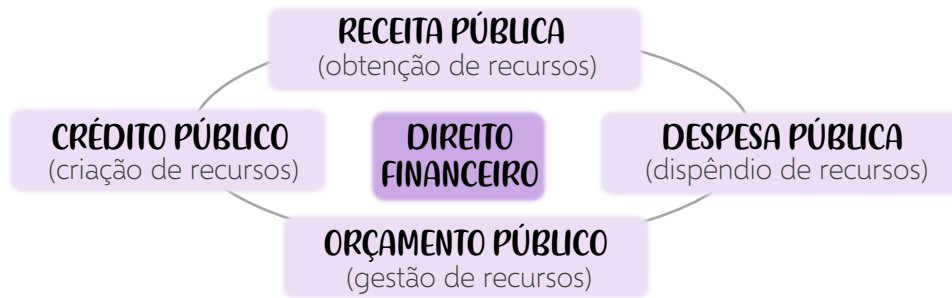 RECEITA PÚBLICA
(obtenção de recursos)
CRÉDITO PÚBLICO
(criação de recursos)
DIREITO
FINANCEIRO
DESPESA PÚBLICA
(dispêndio de recursos)
ORÇAMENTO PÚBLICO
(gestão de recursos)